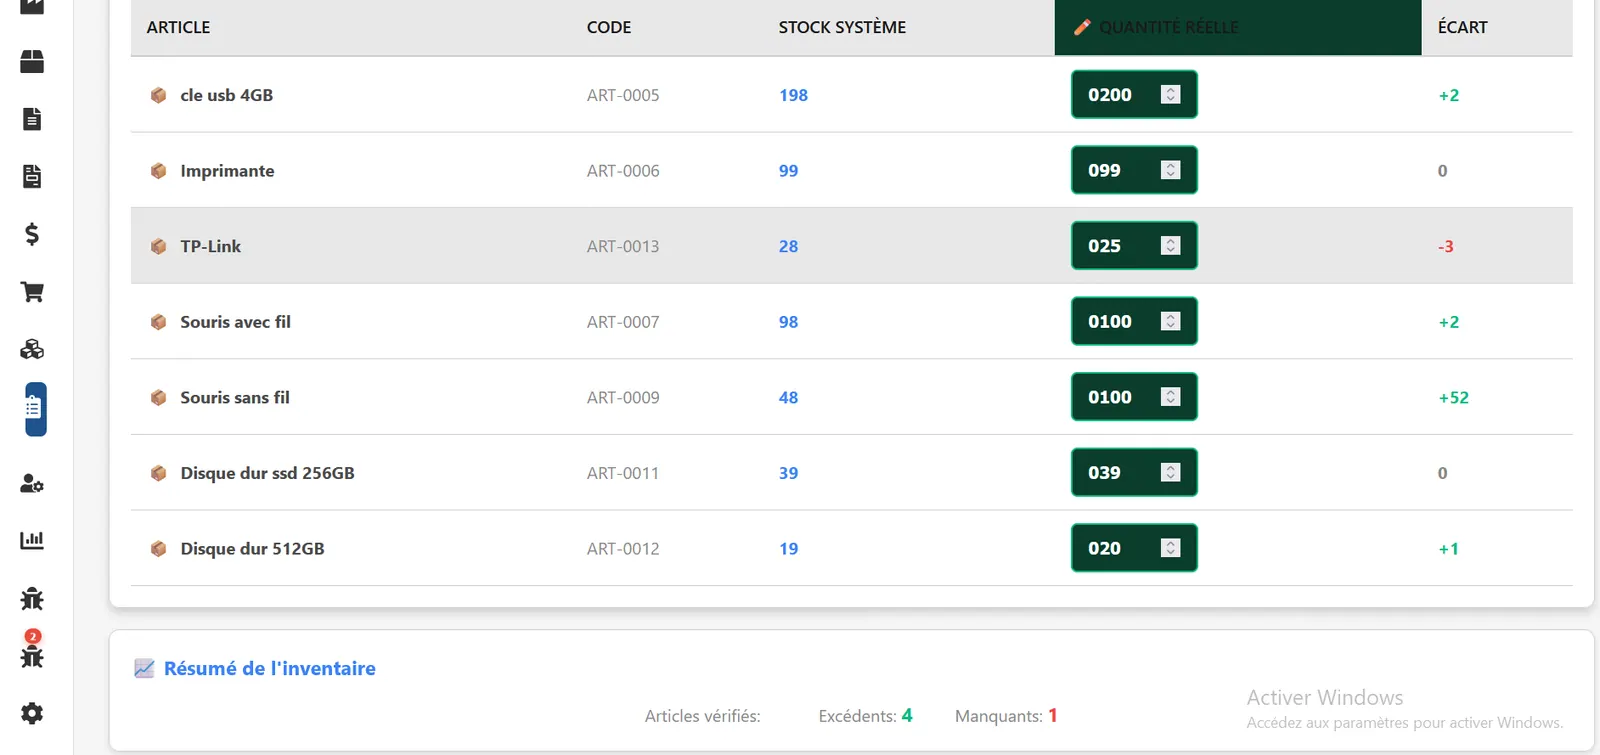 ARTICLE CODE STOCK SYSTÈME QUANTITÉ RÉELLE ÉCART
cle usb 4GB ART-0005 198 0200 +2
Imprimante ART-0006 99 099 0
TP-Link ART-0013 28 025 -3
Souris avec fil ART-0007 98 0100 +2
Souris sans fil ART-0009 48 0100 +52
Disque dur ssd 256GB ART-0011 39 039 0
Disque dur 512GB ART-0012 19 020 +1
2
Résumé de l'inventaire
Articles vérifiés: Excédents: 4 Manquants: 1
Activer Windows
Accédez aux paramètres pour activer Windows.